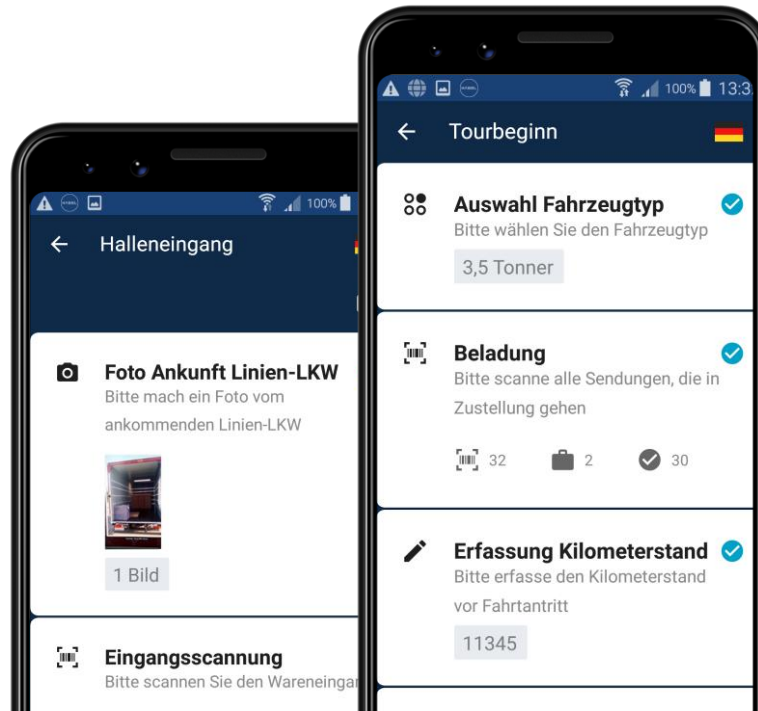 100%
Halleneingang
Foto Ankunft Linien-LKW
Bitte mach ein Foto vom
ankommenden Linien-LKW
1 Bild
Eingangsscannung
Bitte scannen Sie den
100% 13:3
Tourbeginn
Auswahl Fahrzeugtyp
Bitte wählen Sie den Fahrzeugtyp
3,5 Tonner
Beladung
Bitte scanne alle Sendungen, die in
Zustellung gehen
32 2 30
Erfassung Kilometerstand
Bitte erfasse den Kilometerstand
vor Fahrtantritt
11345